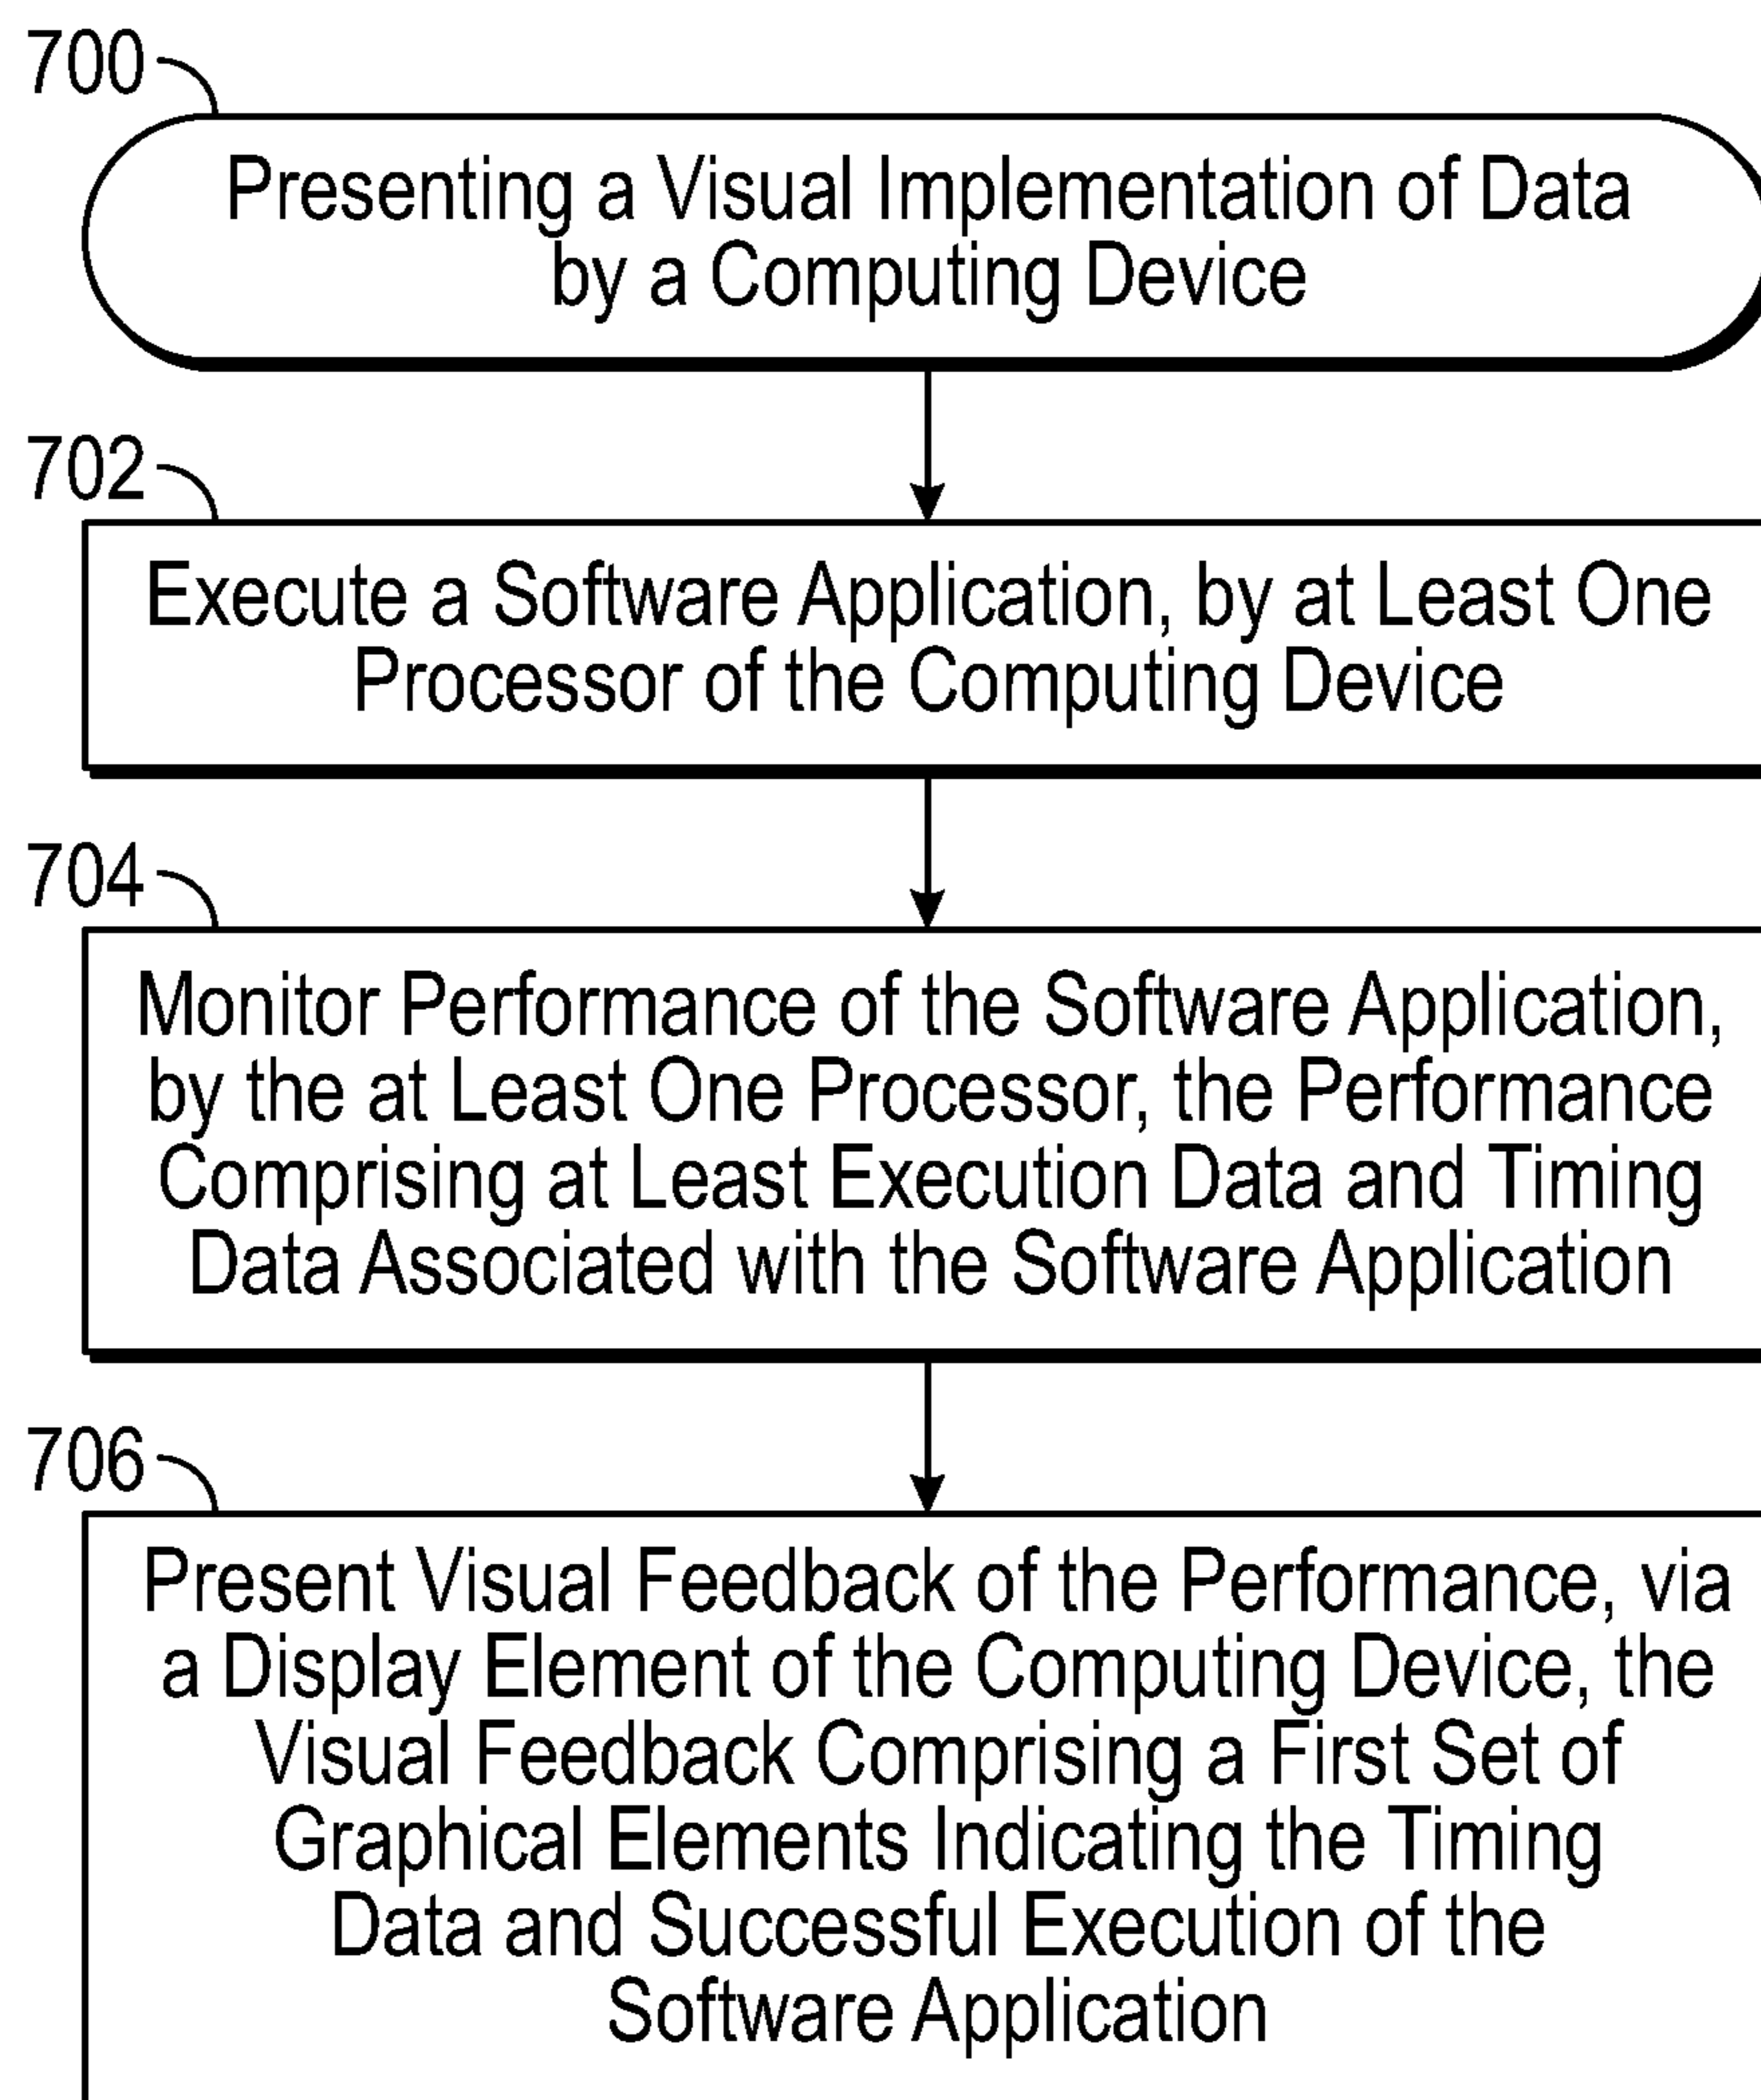 700
Presenting a Visual Implementation of Data
by a Computing Device
702
Execute a Software Application, by at Least One
Processor of the Computing Device
704
Monitor Performance of the Software Application,
by the at Least One Processor, the Performance
Comprising at Least Execution Data and Timing
Data Associated with the Software Application
706
Present Visual Feedback of the Performance, via
a Display Element of the Computing Device, the
Visual Feedback Comprising a First Set of
Graphical Elements Indicating the Timing
Data and Successful Execution of the
Software Application